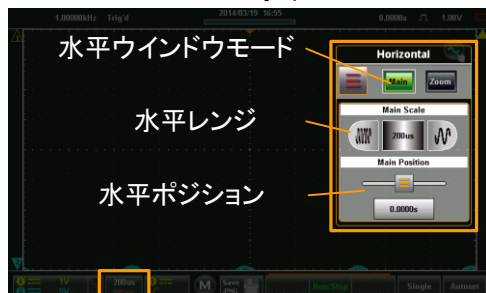 1.00000kHz Trig'd 2014/03/19 16:55 0.0000s 1.00V
水平ウインドウモード
Horizontal
Main Zoom
Main Scale
水平レンジ
200us
Main Position
水平ポジション
0.0000s
1V 200us M Save Run/Stop Single Autoset
5V PNG